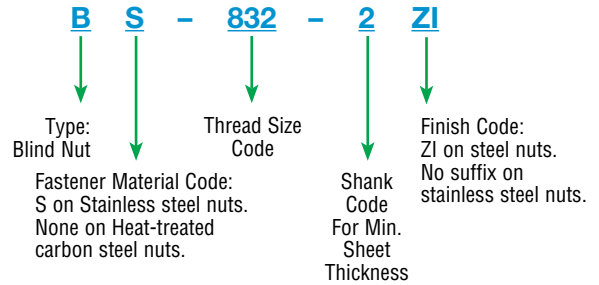 B S – 832 – 2 ZI
Type:
Blind Nut
Fastener Material Code:
S on Stainless steel nuts.
None on Heat-treated
carbon steel nuts.
Thread Size
Code
Shank
Code
For Min.
Sheet
Thickness
Finish Code:
ZI on steel nuts.
No suffix on
stainless steel nuts.